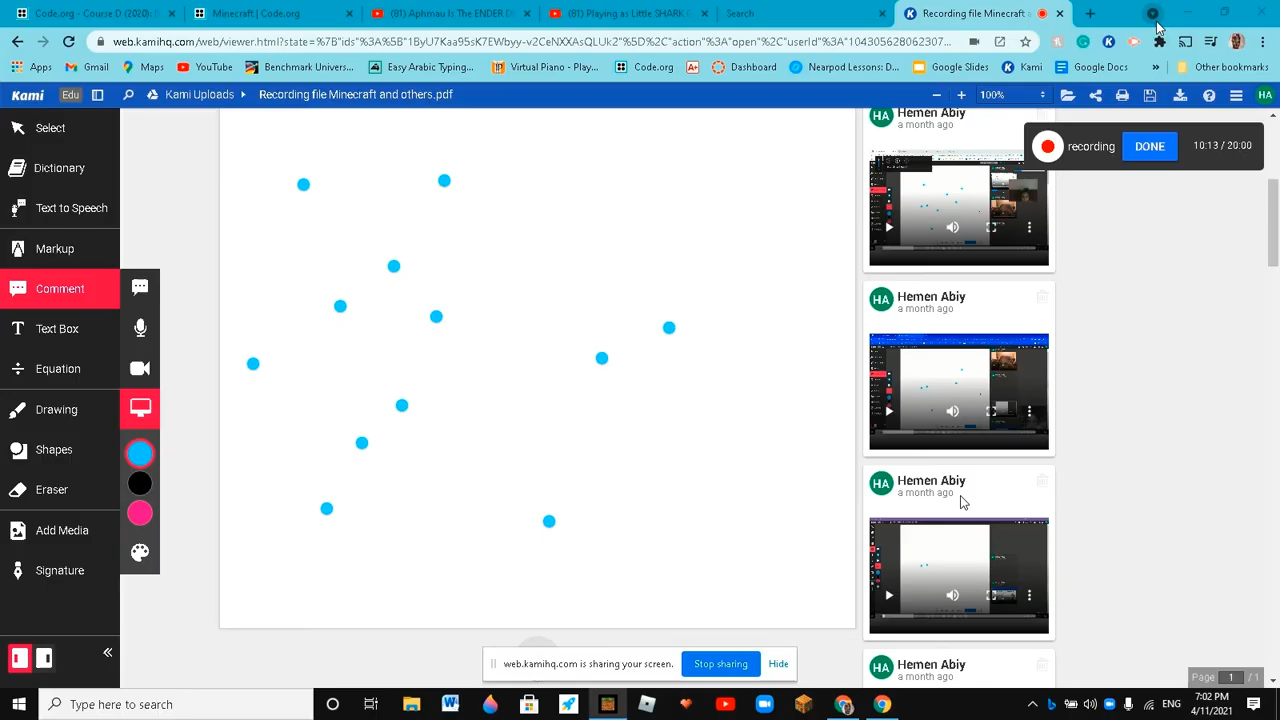 Code.org - Course D (2020)
Minecraft | Code.org
(81) Aphmau Is The ENDER D
(81) Playing as Little SHARK
Search
Recording file Minecraft a
web.kamihq.com/web/viewer.html?state=%7B"ids"%3A%5B"1ByU7Kaa95sK7EWbyy-v2CeNXXAsQLUk2"%5D%2C"action"%3A"open"%2C"userId"%3A"104305628062307...
Apps
Gmail
Maps
YouTube
Benchmark Univers...
Easy Arabic Typing...
Virtual Piano - Play...
Code.org
Dashboard
Nearpod Lessons: D...
Google Slides
Kami
Google Docs
»
Other bookmarks
Kami
Edu
Kami Uploads
Recording file Minecraft and others.pdf
100%
HA
Select
Dictionary
Text to Speech
Markup
Comment
Text Box
Equation
Drawing
Shapes
Eraser
Add Media
Signature
HA Hemen Abiy
a month ago
recording
DONE
10:13 / 20:00
HA Hemen Abiy
a month ago
HA Hemen Abiy
a month ago
HA Hemen Abiy
a month ago
web.kamihq.com is sharing your screen.
Stop sharing
Hide
Page 1 / 1
Type here to search
ENG
7:02 PM
4/11/2021